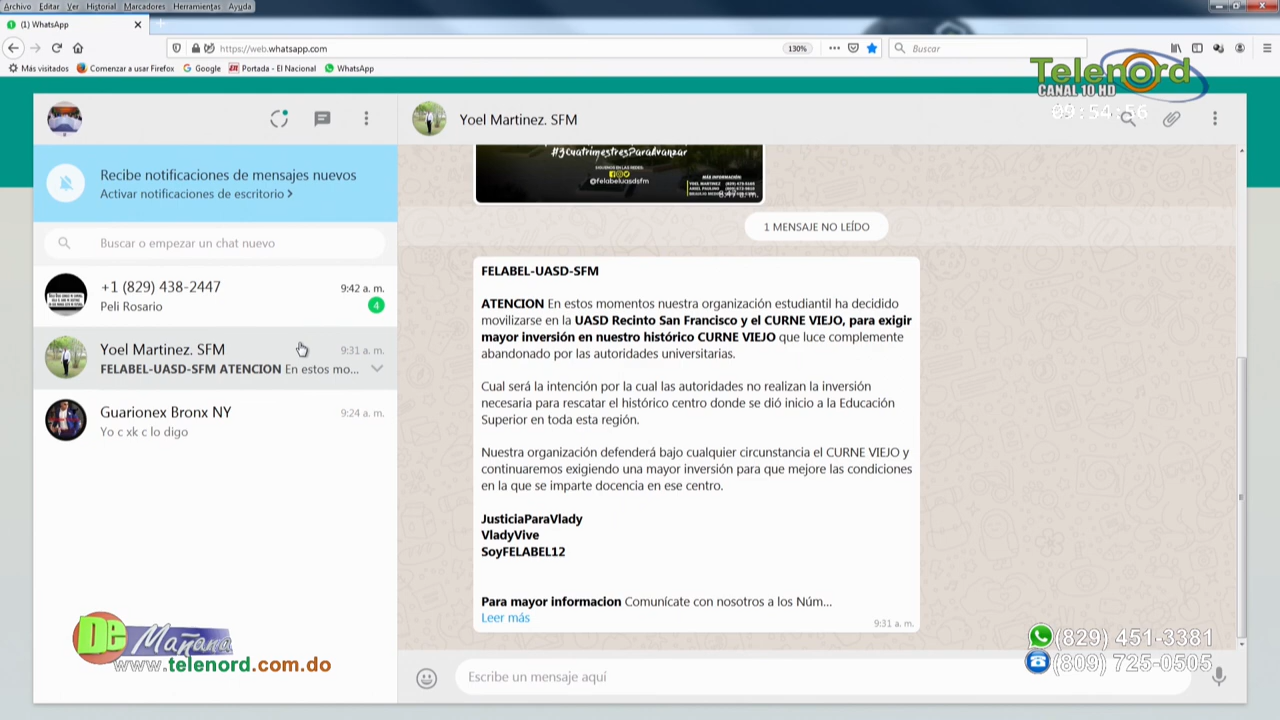 Archivo Editar Ver Historial Marcadores Herramientas Ayuda
(1) WhatsApp
https://web.whatsapp.com
130%
Buscar
Más visitados Comenzar a usar Firefox Google Portada - El Nacional WhatsApp
Telenord
CANAL 10.HD
09:54:56
Yoel Martinez. SFM
Recibe notificaciones de mensajes nuevos
Activar notificaciones de escritorio >
Buscar o empezar un chat nuevo
+1 (829) 438-2447
9:42 a. m.
Peli Rosario
4
Yoel Martinez. SFM
9:31 a. m.
FELABEL-UASD-SFM ATENCION En estos mo...
Guarionex Bronx NY
9:24 a. m.
Yo c xk c lo digo
#3CuatrimestresParaAvanzar
@felabeluasdsfm
MÁS INFORMACIÓN
8:47 a. m.
1 MENSAJE NO LEÍDO
FELABEL-UASD-SFM
ATENCION En estos momentos nuestra organización estudiantil ha decidido
movilizarse en la UASD Recinto San Francisco y el CURNE VIEJO, para exigir
mayor inversión en nuestro histórico CURNE VIEJO que luce complemente
abandonado por las autoridades universitarias.
Cual será la intención por la cual las autoridades no realizan la inversión
necesaria para rescatar el histórico centro donde se dió inicio a la Educación
Superior en toda esta región.
Nuestra organización defenderá bajo cualquier circunstancia el CURNE VIEJO y
continuaremos exigiendo una mayor inversión para que mejore las condiciones
en la que se imparte docencia en ese centro.
JusticiaParaVlady
VladyVive
SoyFELABEL12
Para mayor informacion Comunícate con nosotros a los Núm...
Leer más
9:31 a. m.
Escribe un mensaje aquí
De Mañana
www.telenord.com.do
(829) 451-3381
(809) 725-0505